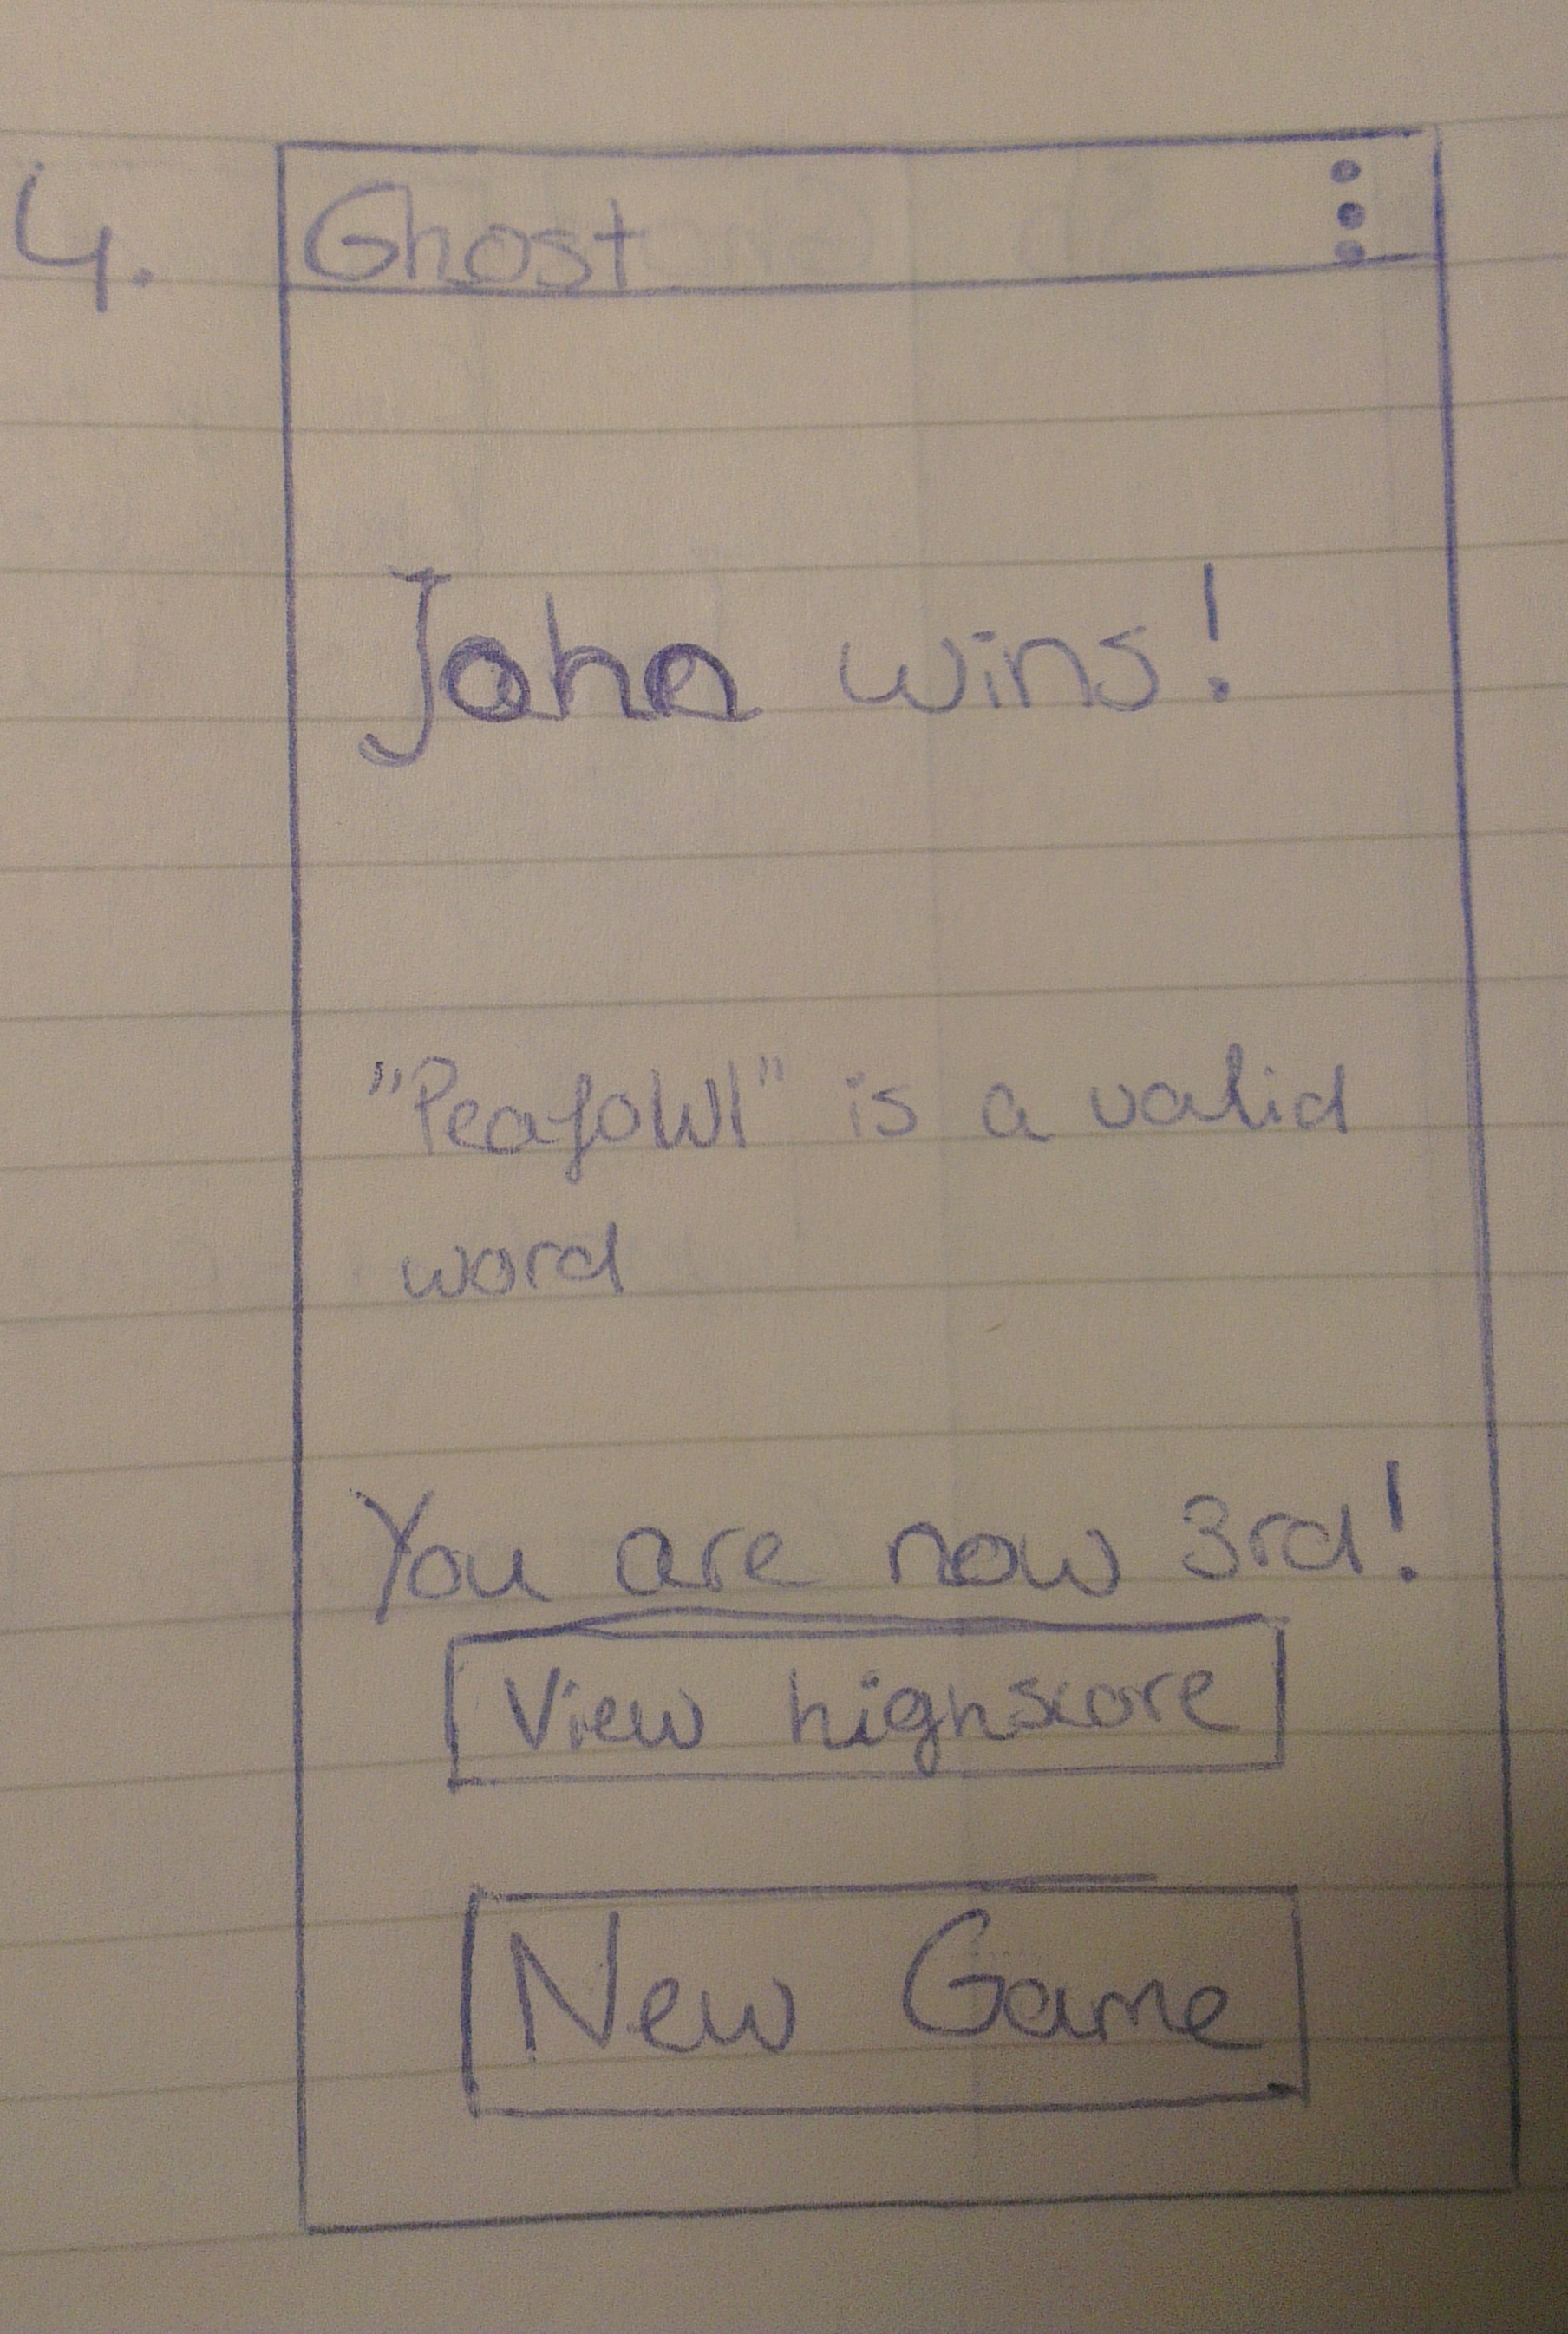 4.
Ghost
John wins!
"Peafowl" is a valid
word
You are now 3rd!
View highscore
New Game